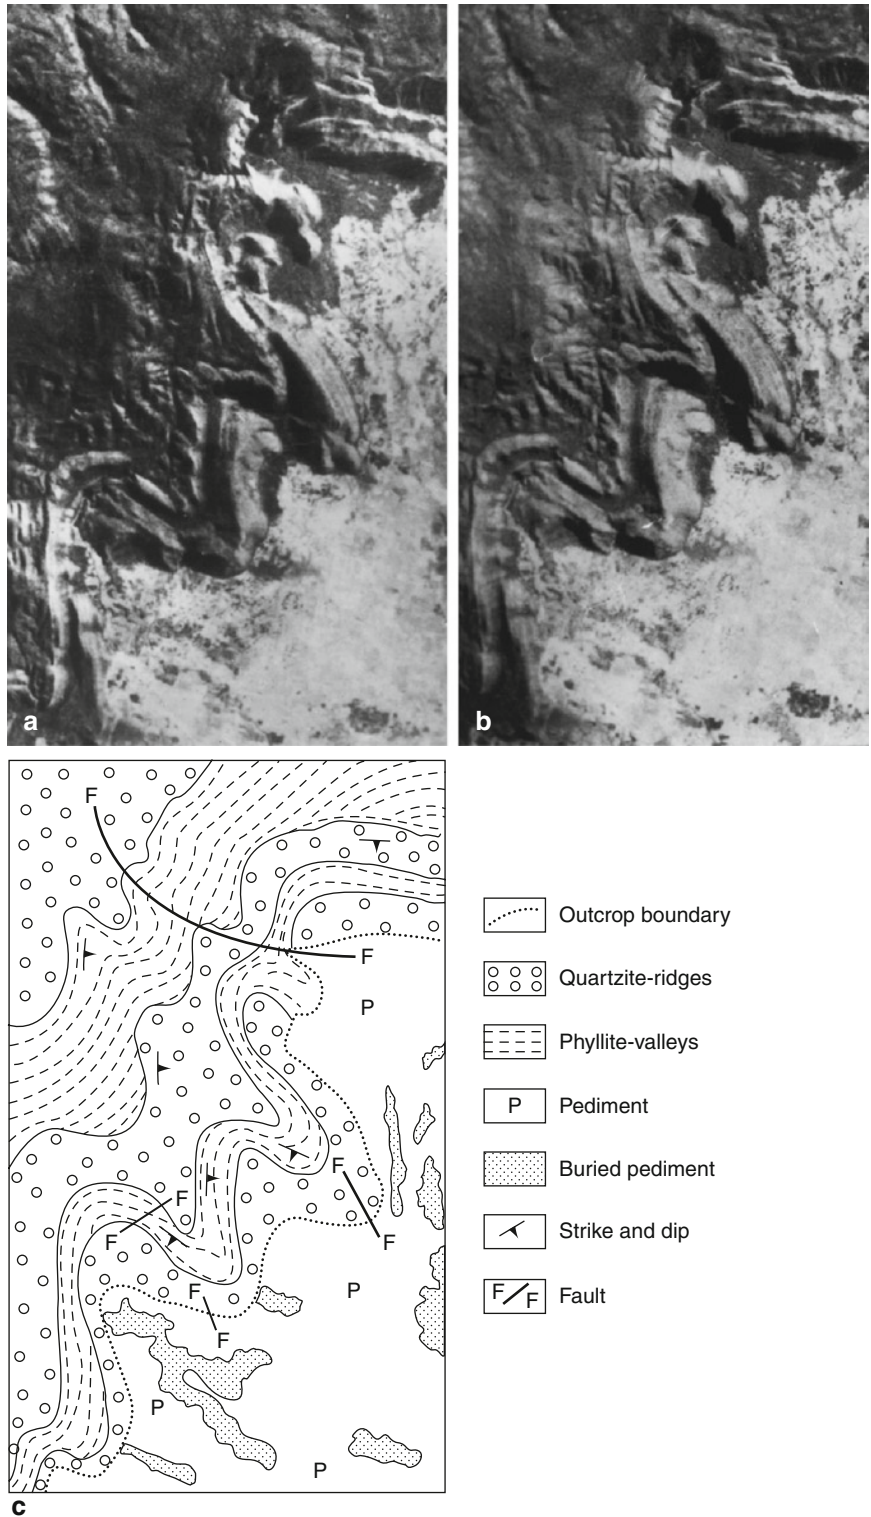 a
b
F
F
P
F
F
F
F
F
P
F
P
P
c
Outcrop boundary
Quartzite-ridges
Phyllite-valleys
P Pediment
Buried pediment
Strike and dip
F F Fault